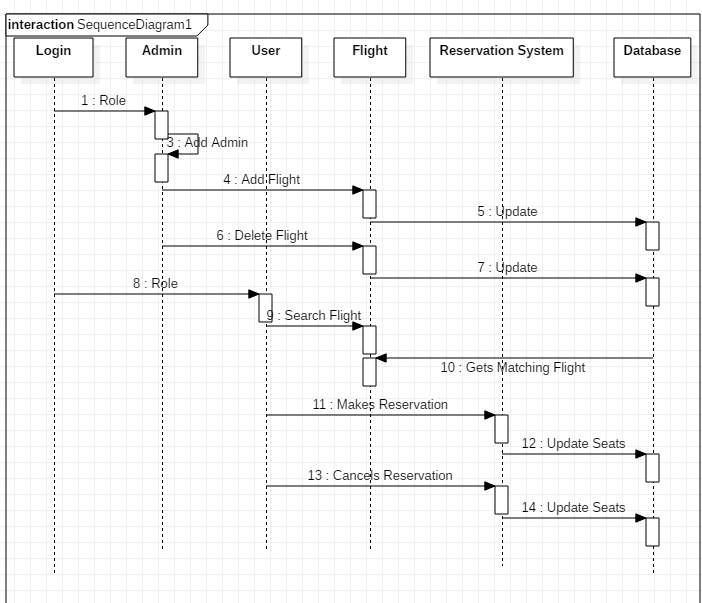 interaction SequenceDiagram1
Login
Admin
User
Flight
Reservation System
Database
1 : Role
3 : Add Admin
4 : Add Flight
5 : Update
6 : Delete Flight
7 : Update
8 : Role
9 : Search Flight
10 : Gets Matching Flight
11 : Makes Reservation
12 : Update Seats
13 : Cancels Reservation
14 : Update Seats